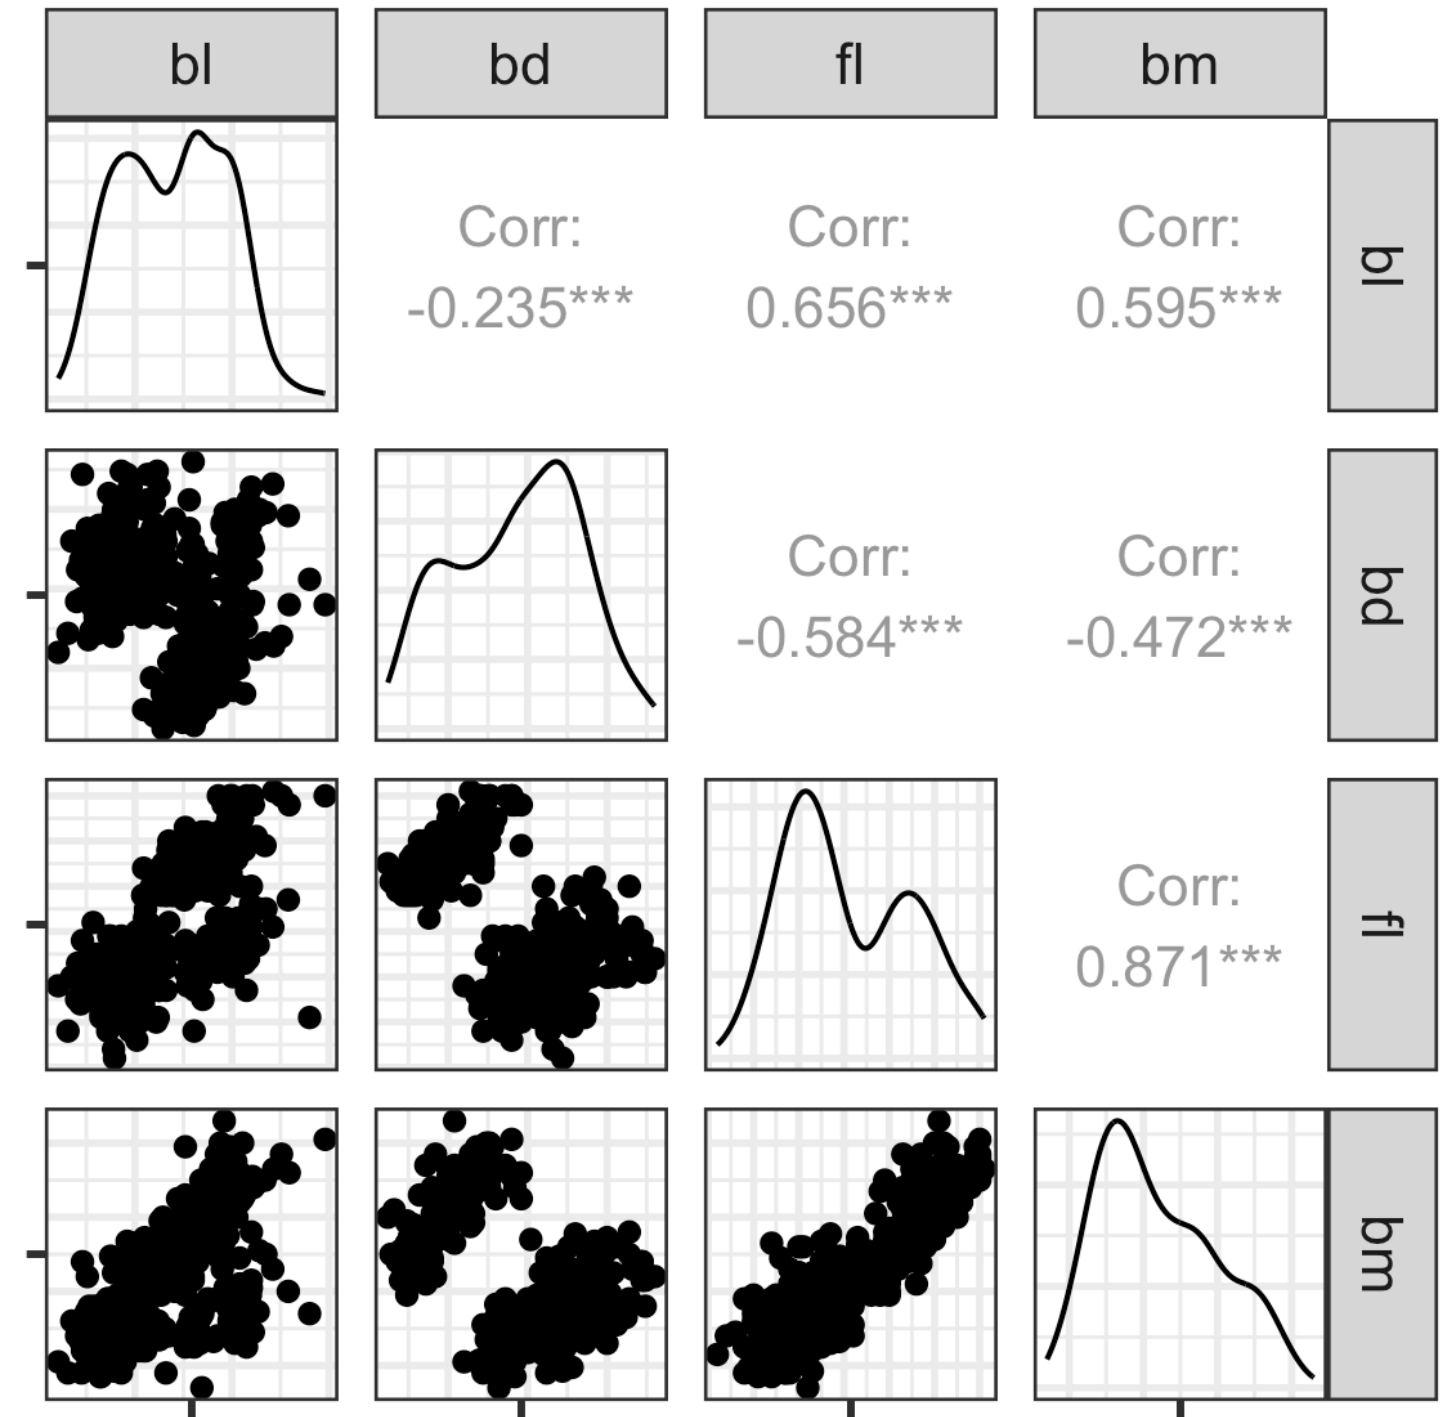 bl
bd
fl
bm
bl
Corr:
-0.235***
Corr:
0.656***
Corr:
0.595***
bd
Corr:
-0.584***
Corr:
-0.472***
fl
Corr:
0.871***
bm